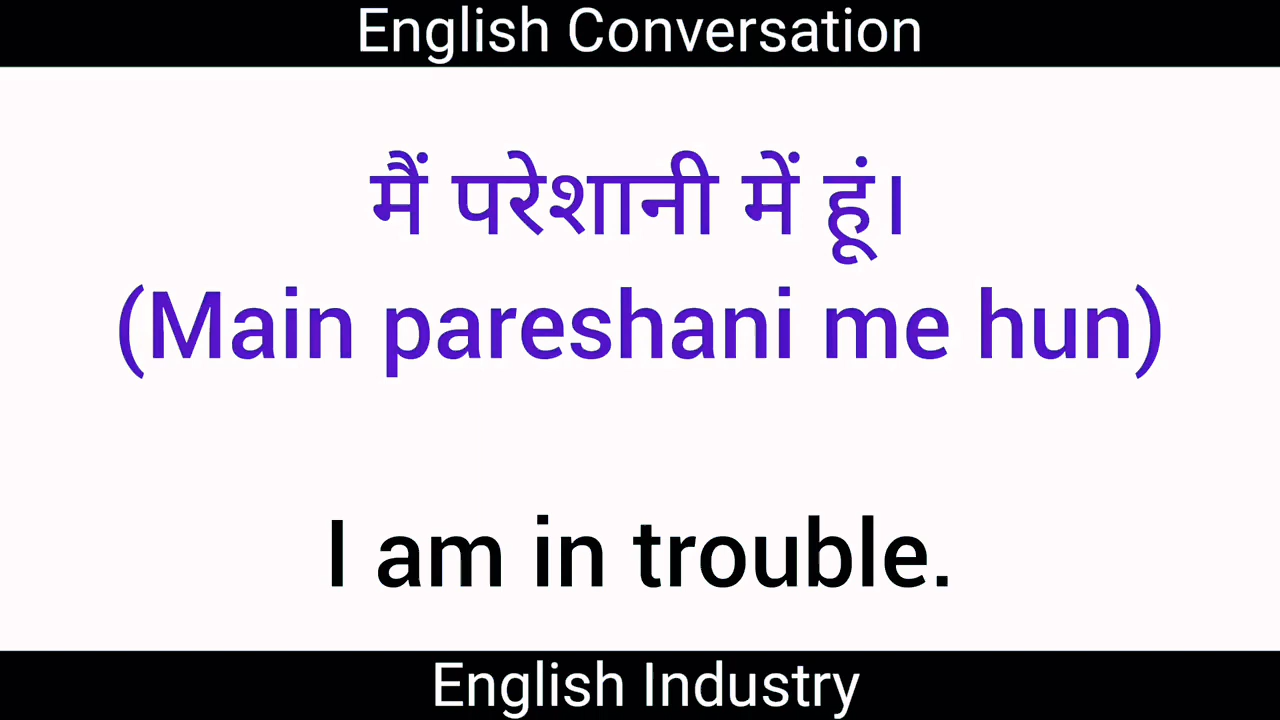 English Conversation
मैं परेशानी में हूं।
(Main pareshani me hun)
I am in trouble.
English Industry